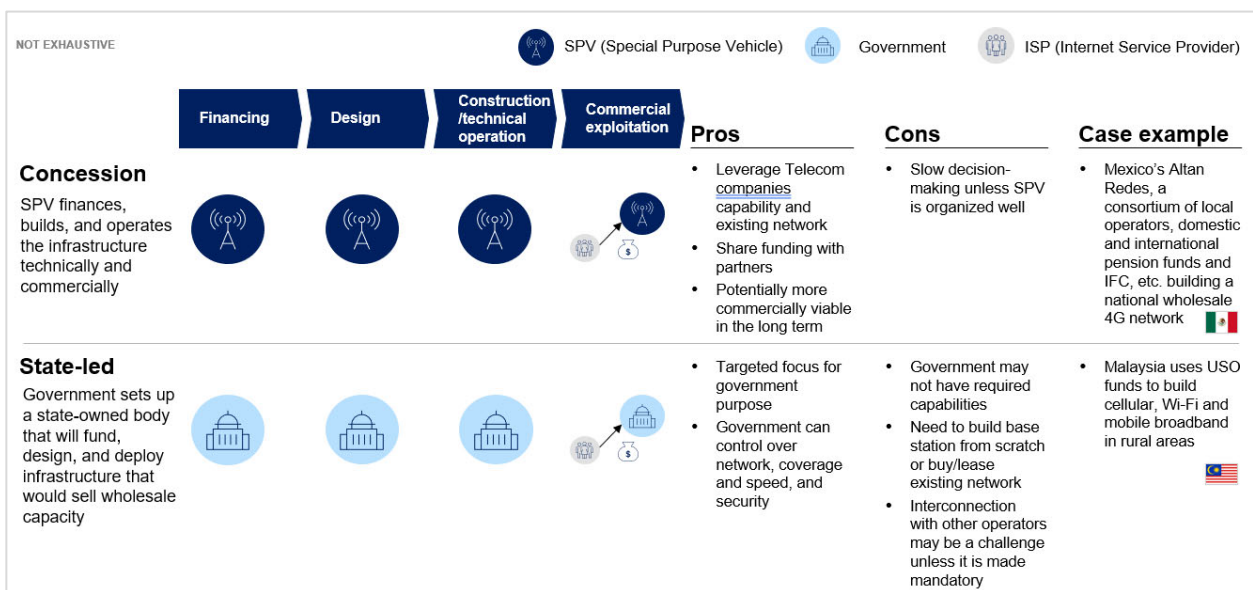 NOT EXHAUSTIVE
SPV (Special Purpose Vehicle)
Government
ISP (Internet Service Provider)
Financing
Design
Construction
/technical
operation
Commercial
exploitation
Pros
Cons
Case example
Concession
SPV finances,
builds, and operates
the infrastructure
technically and
commercially
$
• Leverage Telecom
companies
capability and
existing network
• Share funding with
partners
• Potentially more
commercially viable
in the long term
• Slow decision-
making unless SPV
is organized well
• Mexico's Altan
Redes, a
consortium of local
operators, domestic
and international
pension funds and
IFC, etc. building a
national wholesale
4G network
State-led
Government sets up
a state-owned body
that will fund,
design, and deploy
infrastructure that
would sell wholesale
capacity
$
• Targeted focus for
government
purpose
• Government can
control over
network, coverage
and speed, and
security
• Government may
not have required
capabilities
• Need to build base
station from scratch
or buy/lease
existing network
• Interconnection
with other operators
may be a challenge
unless it is made
mandatory
• Malaysia uses USO
funds to build
cellular, Wi-Fi and
mobile broadband
in rural areas